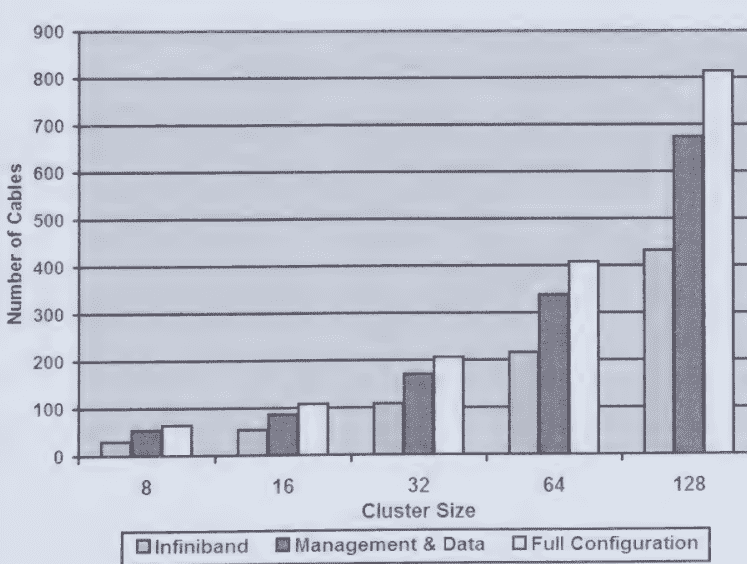 900
800
700
600
500
400
300
200
100
0
Number of Cables
8 16 32 64 128
Cluster Size
Infiniband Management & Data Full Configuration